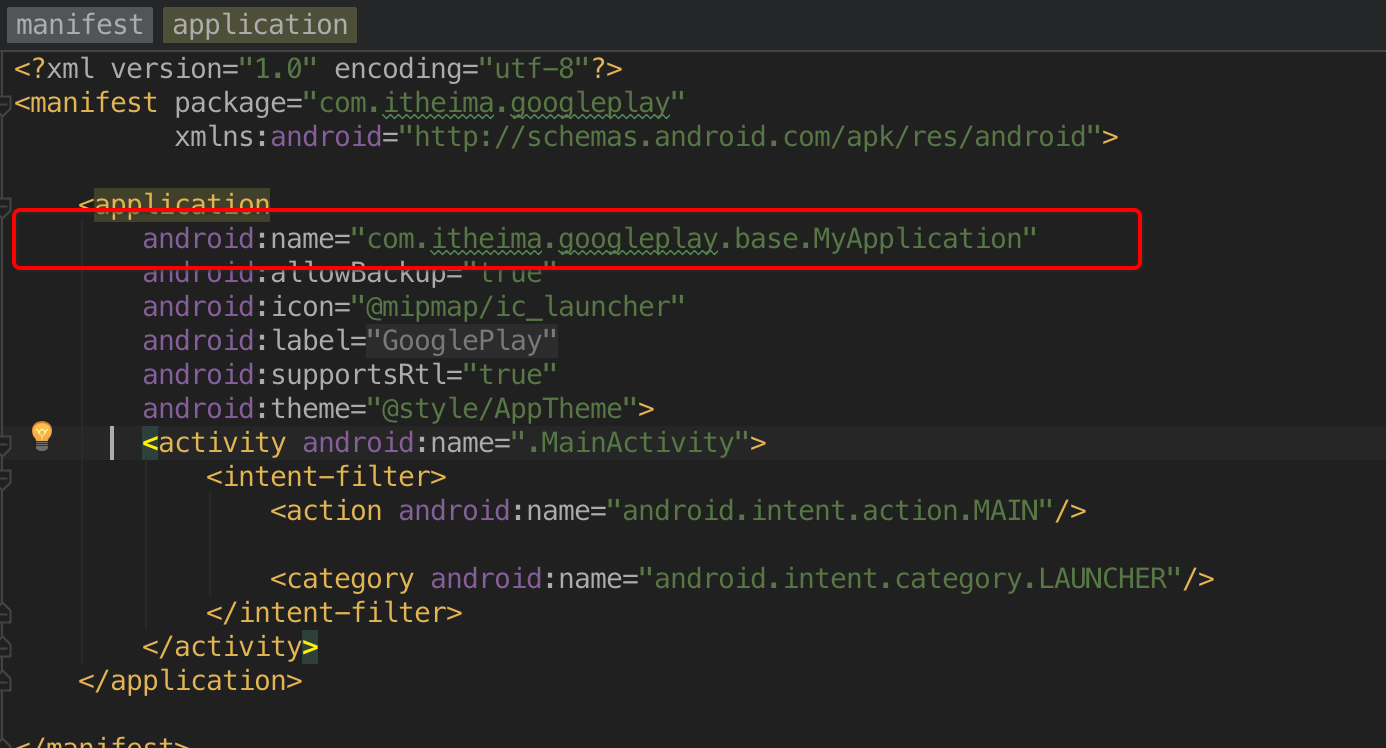 manifest application
<?xml version="1.0" encoding="utf-8"?>
<manifest package="com.itheima.googleplay"
xmlns:android="http://schemas.android.com/apk/res/android">
<application
android:name="com.itheima.googleplay.base.MyApplication"
android:allowBackup="true"
android:icon="@mipmap/ic_launcher"
android:label="GooglePlay"
android:supportsRtl="true"
android:theme="@style/AppTheme">
<activity android:name=".MainActivity">
<intent-filter>
<action android:name="android.intent.action.MAIN"/>
<category android:name="android.intent.category.LAUNCHER"/>
</intent-filter>
</activity>
</application>
</manifest>